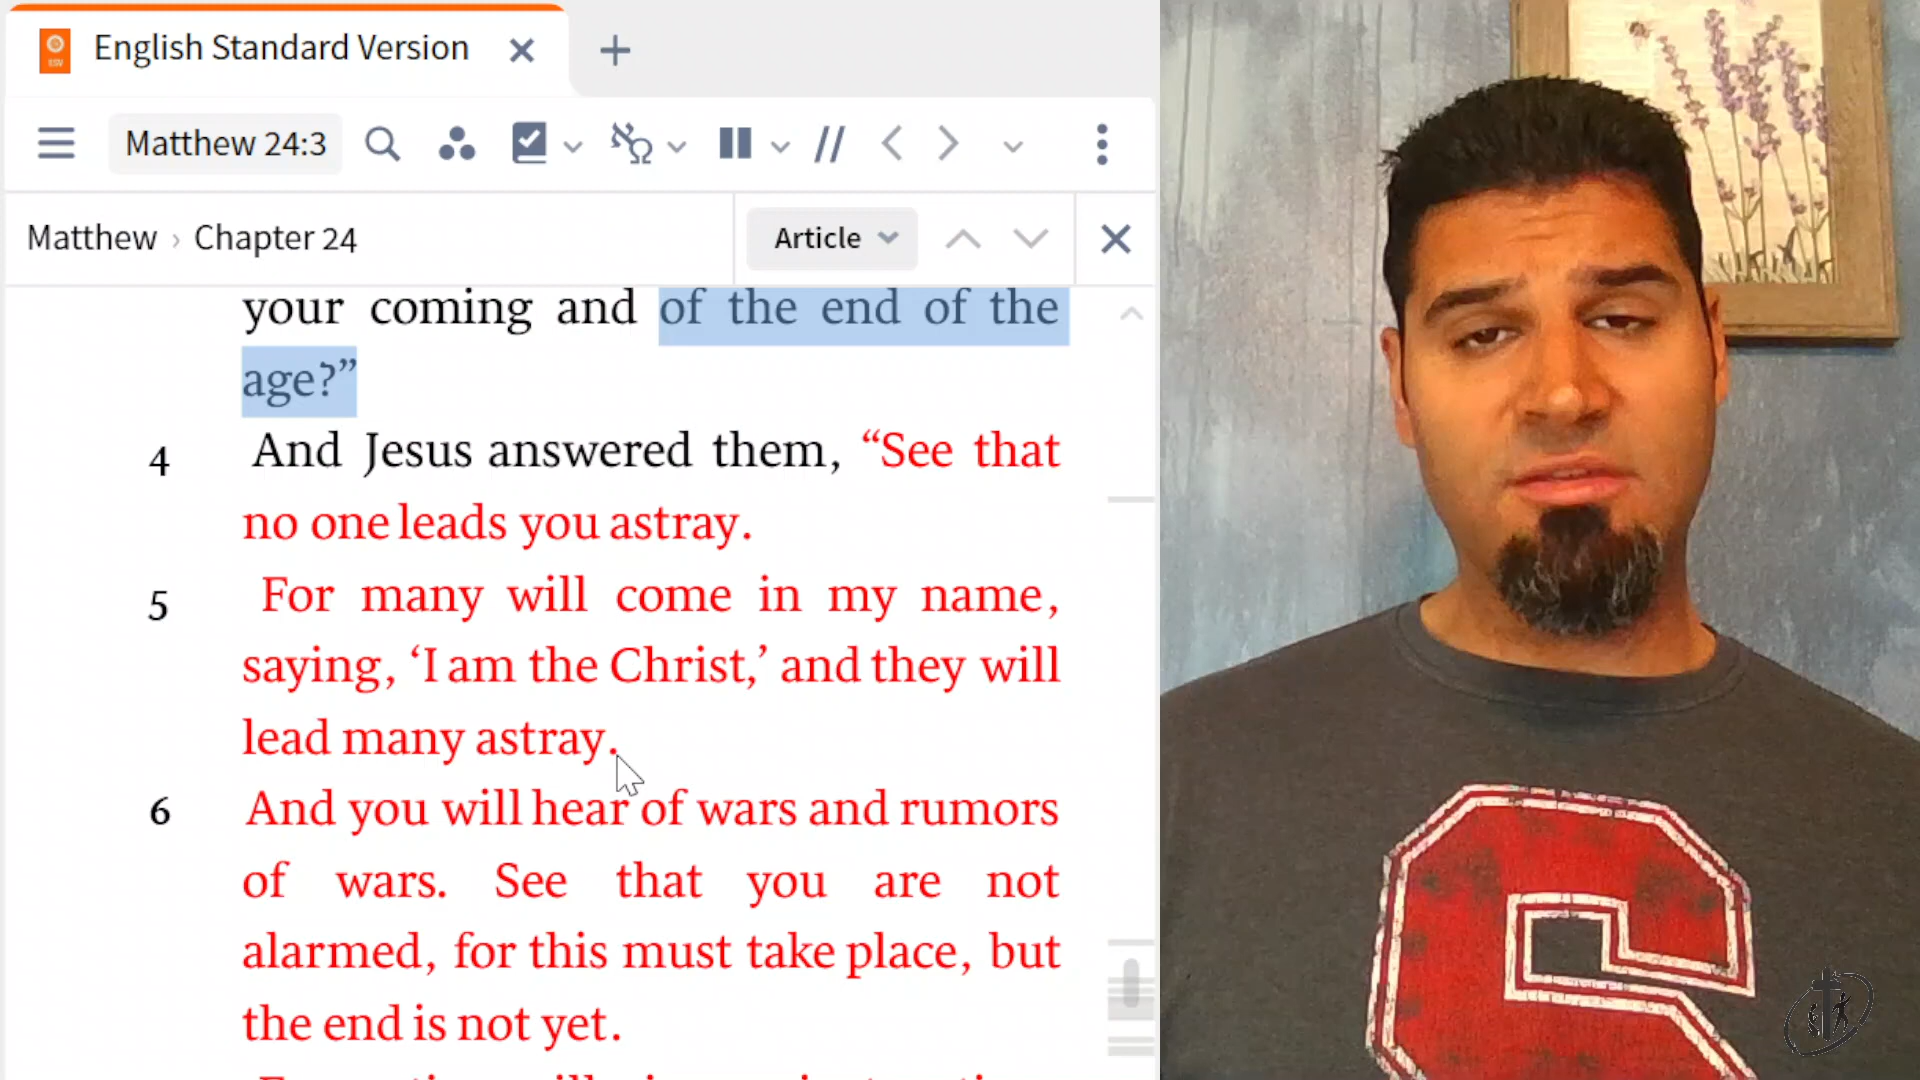 English Standard Version
Matthew 24:3
Matthew › Chapter 24
Article
your coming and of the end of the
age?”
4 And Jesus answered them, “See that
no one leads you astray.
5 For many will come in my name,
saying, ‘I am the Christ,’ and they will
lead many astray.
6 And you will hear of wars and rumors
of wars. See that you are not
alarmed, for this must take place, but
the end is not yet.